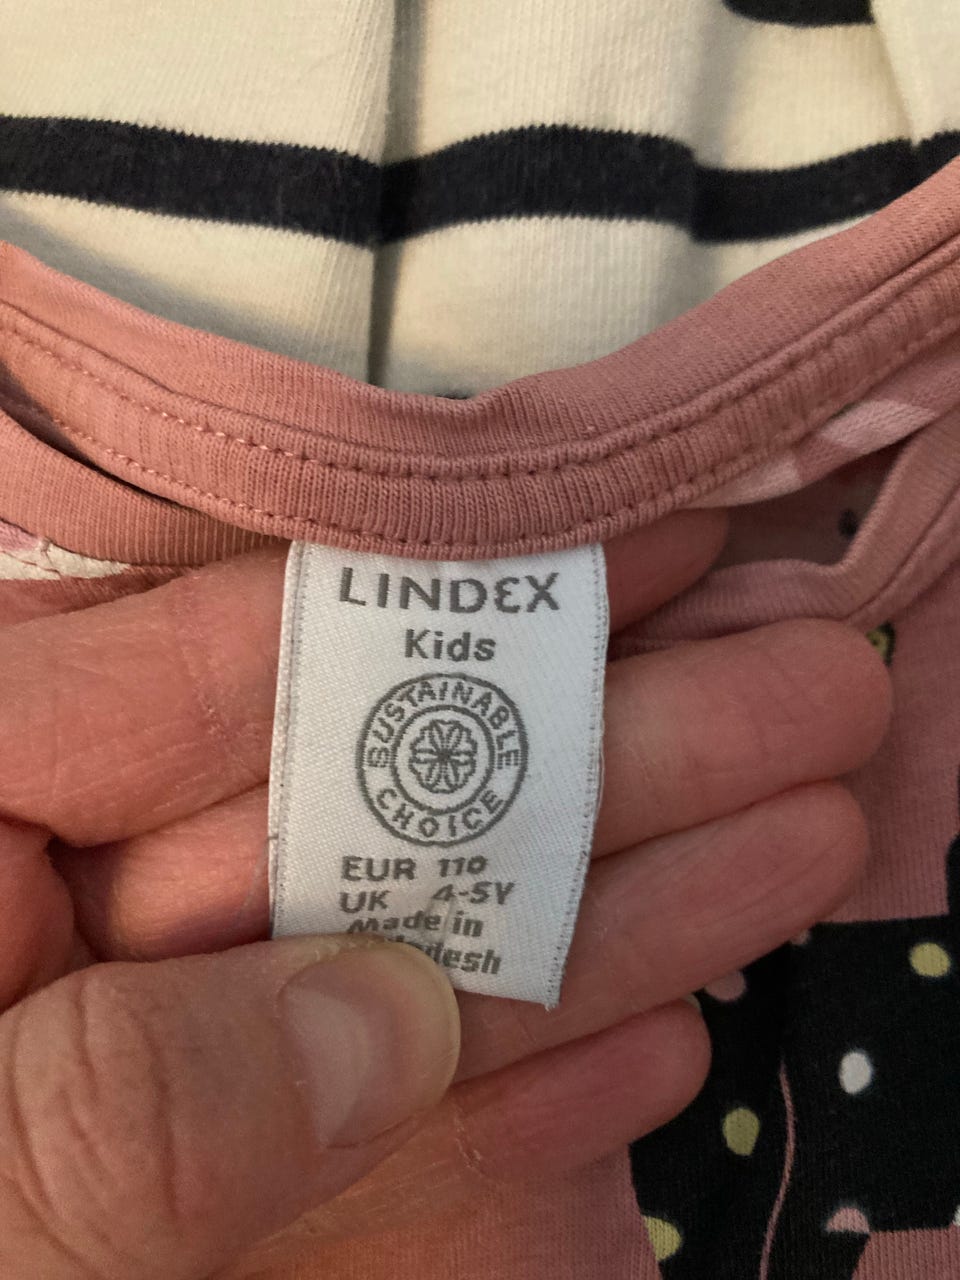 LINDEX
Kids
SUSTAINABLE
CHOICE
EUR 110
UK 4-5Y
Made in